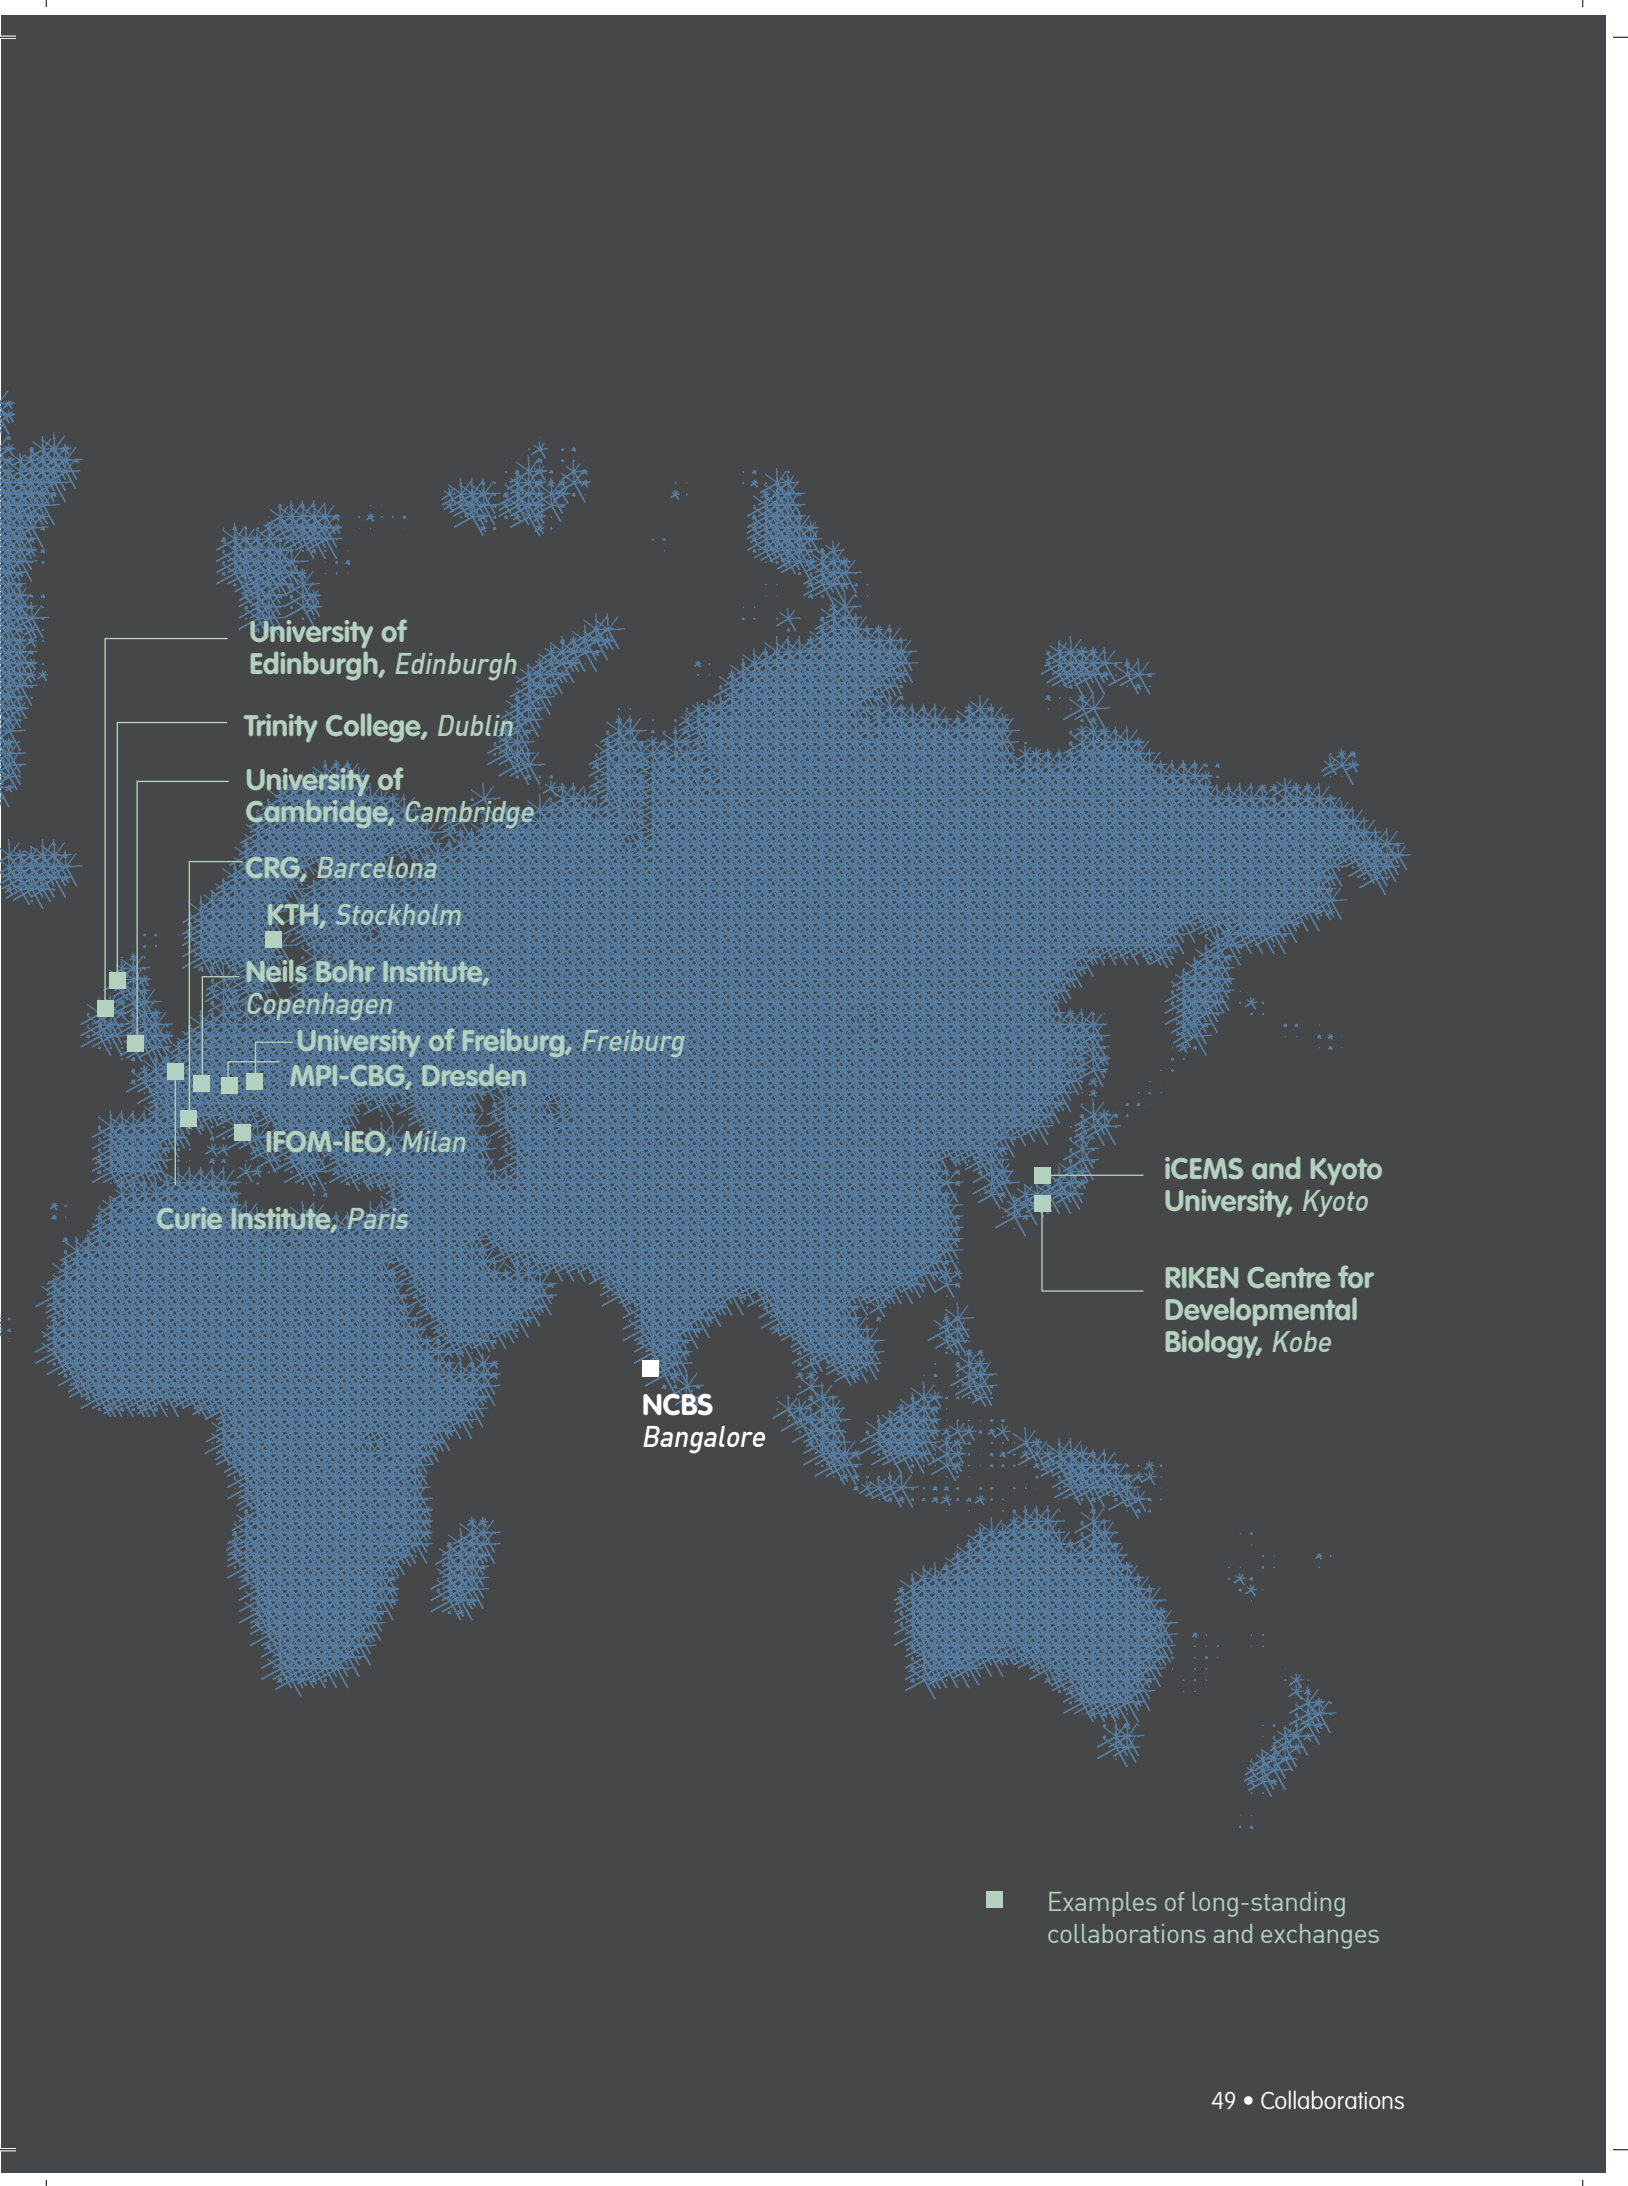 University of
Edinburgh, Edinburgh
Trinity College, Dublin
University of
Cambridge, Cambridge
CRG, Barcelona
KTH, Stockholm
Neils Bohr Institute,
Copenhagen
University of Freiburg, Freiburg
MPI-CBG, Dresden
IFOM-IEO, Milan
Curie Institute, Paris
iCEMS and Kyoto
University, Kyoto
RIKEN Centre for
Developmental
Biology, Kobe
NCBS
Bangalore
Examples of long-standing
collaborations and exchanges
49 • Collaborations